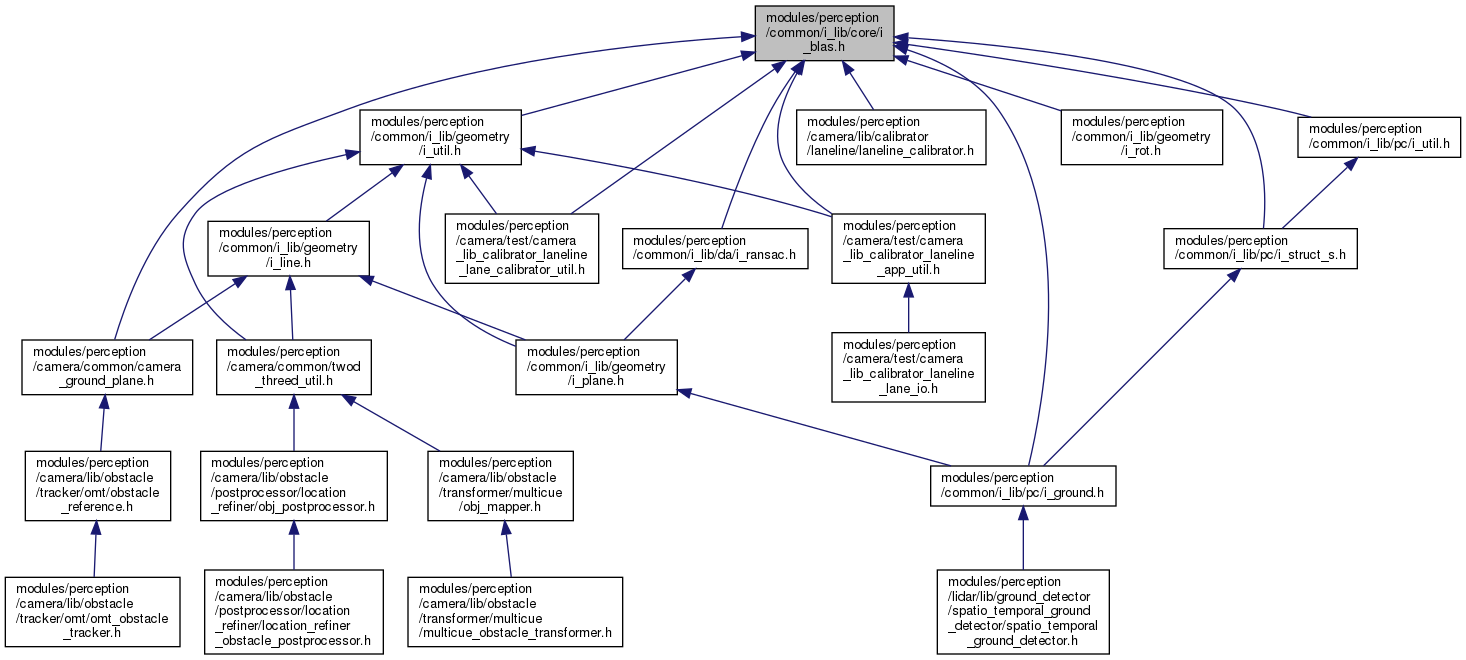 modules/perception
/common/i_lib/core/i
_blas.h
modules/perception
/common/i_lib/geometry
/i_util.h
modules/perception
/camera/lib/calibrator
/laneline/laneline_calibrator.h
modules/perception
/common/i_lib/geometry
/i_rot.h
modules/perception
/common/i_lib/pc/i_util.h
modules/perception
/common/i_lib/geometry
/i_line.h
modules/perception
/camera/test/camera
_lib_calibrator_laneline
_lane_calibrator_util.h
modules/perception
/common/i_lib/da/i_ransac.h
modules/perception
/camera/test/camera
_lib_calibrator_laneline
_app_util.h
modules/perception
/common/i_lib/pc/i_struct_s.h
modules/perception
/camera/common/camera
_ground_plane.h
modules/perception
/camera/common/twod
_threed_util.h
modules/perception
/common/i_lib/geometry
/i_plane.h
modules/perception
/camera/test/camera
_lib_calibrator_laneline
_lane_io.h
modules/perception
/camera/lib/obstacle
/tracker/omt/obstacle
_reference.h
modules/perception
/camera/lib/obstacle
/postprocessor/location
_refiner/obj_postprocessor.h
modules/perception
/camera/lib/obstacle
/transformer/multicue
/obj_mapper.h
modules/perception
/common/i_lib/pc/i_ground.h
modules/perception
/camera/lib/obstacle
/tracker/omt/omt_obstacle
_tracker.h
modules/perception
/camera/lib/obstacle
/postprocessor/location
_refiner/location_refiner
_obstacle_postprocessor.h
modules/perception
/camera/lib/obstacle
/transformer/multicue
/multicue_obstacle_transformer.h
modules/perception
/lidar/lib/ground_detector
/spatio_temporal_ground
_detector/spatio_temporal
_ground_detector.h